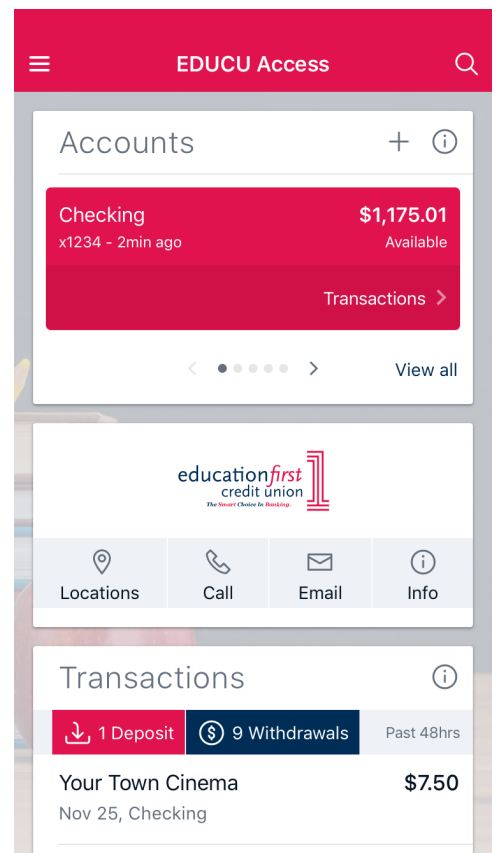 EDUCU Access
Accounts
Checking $1,175.01
x1234 - 2min ago Available
Transactions
View all
educationfirst
credit union
The Smart Choice In Banking.
Locations Call Email Info
Transactions
1 Deposit 9 Withdrawals Past 48hrs
Your Town Cinema $7.50
Nov 25, Checking